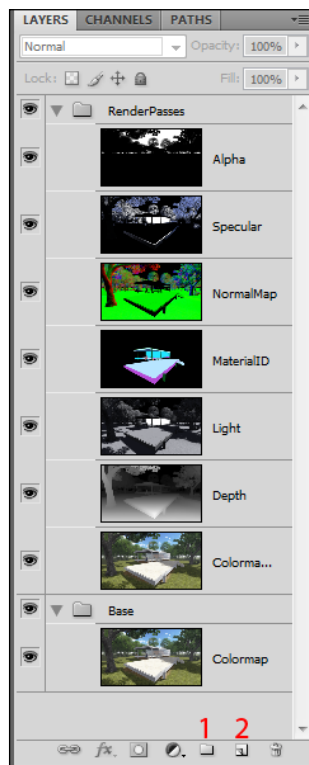 LAYERS CHANNELS PATHS
Normal Opacity: 100%
Lock: Fill: 100%
RenderPasses
Alpha
Specular
NormalMap
MaterialID
Light
Depth
Colorma...
Base
Colormap
1 2
fx.